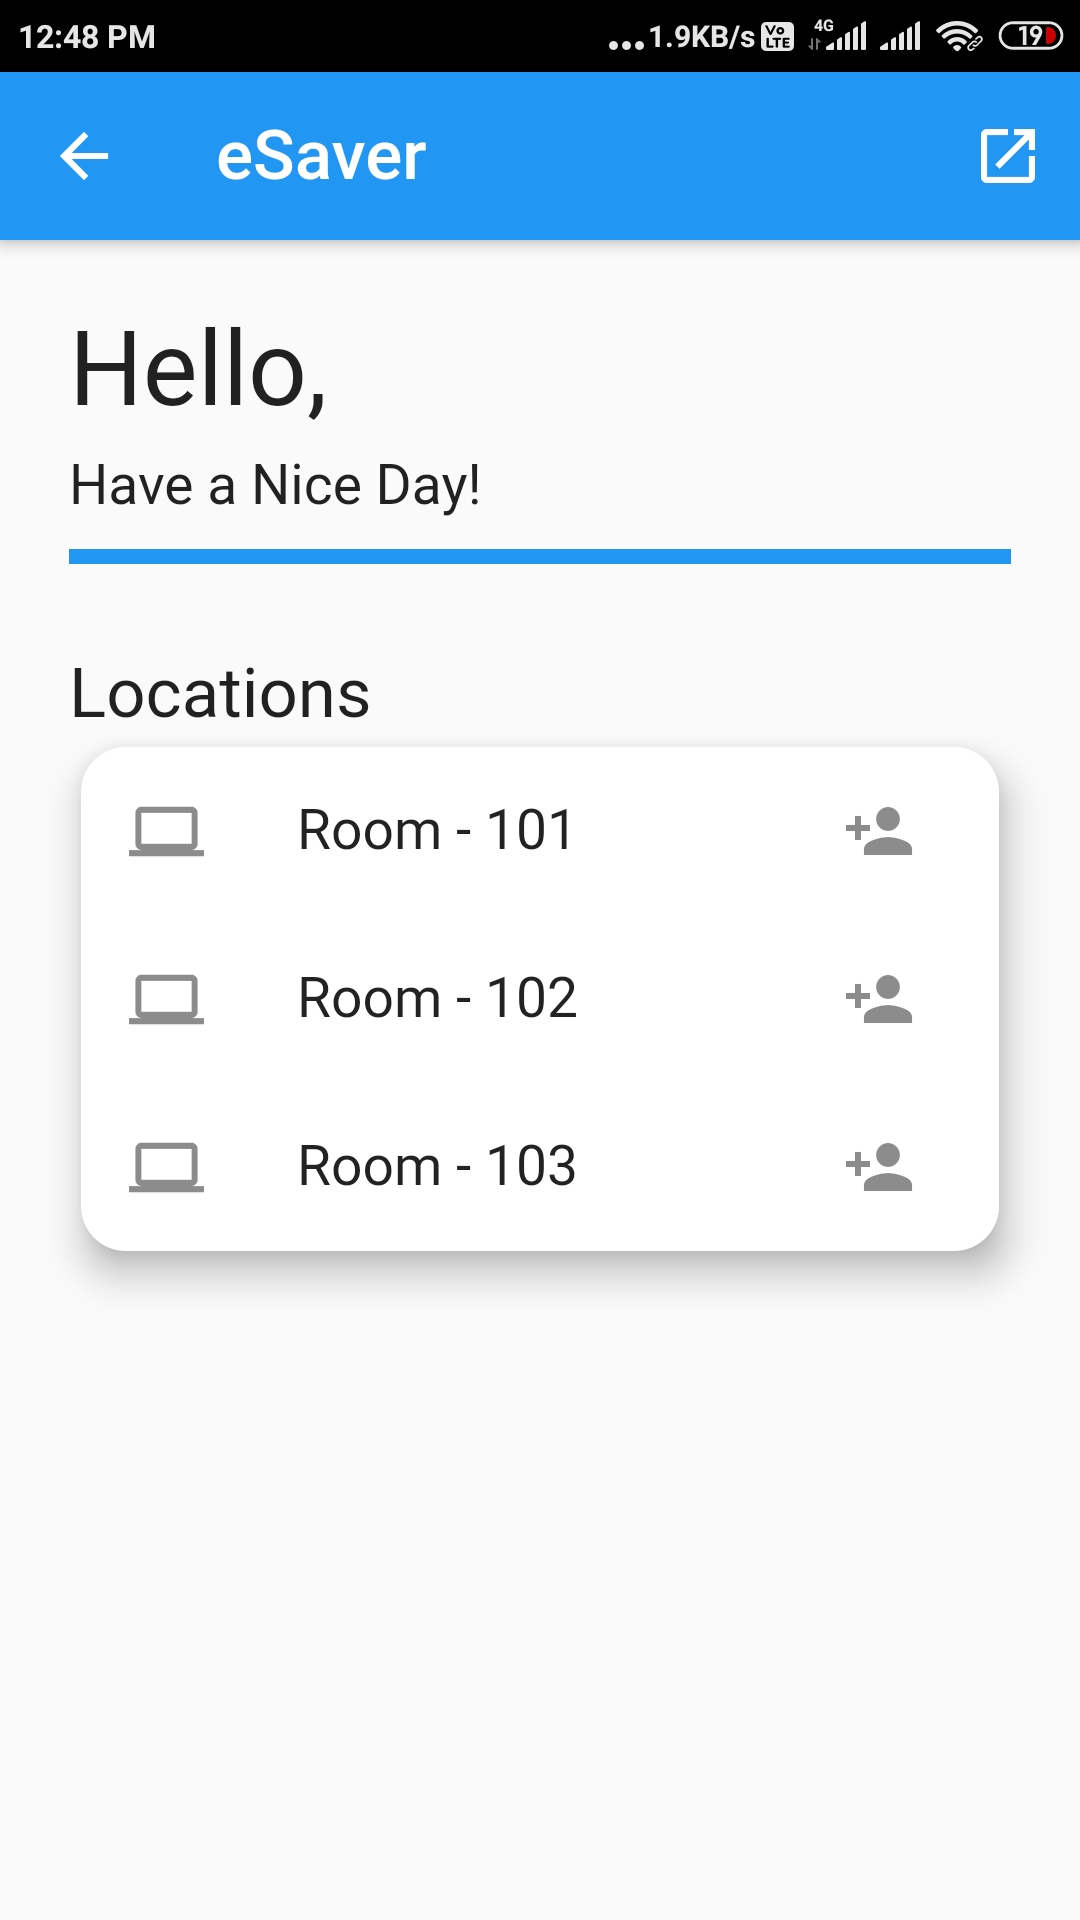 12:48 PM ...1.9KB/s Vo LTE 4G 19
eSaver
Hello,
Have a Nice Day!
Locations
Room - 101
Room - 102
Room - 103